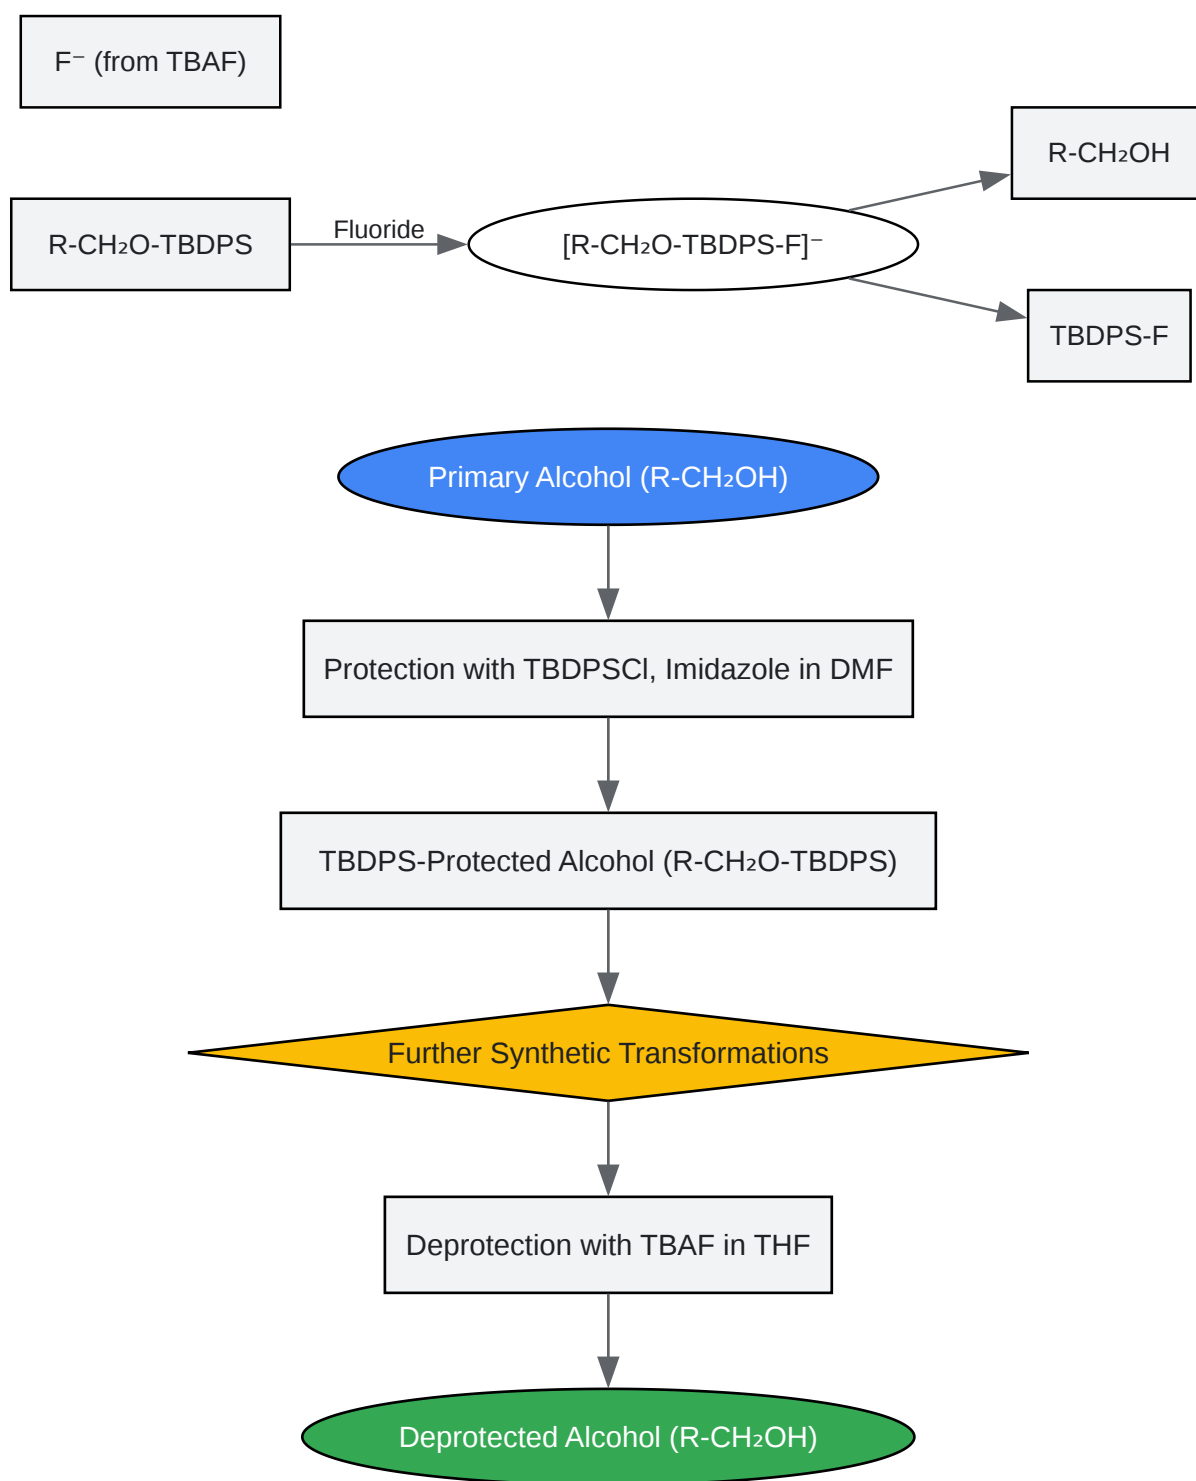 F⁻ (from TBAF)
R-CH₂OH
R-CH₂O-TBDPS
Fluoride
[R-CH₂O-TBDPS-F]⁻
TBDPS-F
Primary Alcohol (R-CH₂OH)
Protection with TBDPSCl, Imidazole in DMF
TBDPS-Protected Alcohol (R-CH₂O-TBDPS)
Further Synthetic Transformations
Deprotection with TBAF in THF
Deprotected Alcohol (R-CH₂OH)